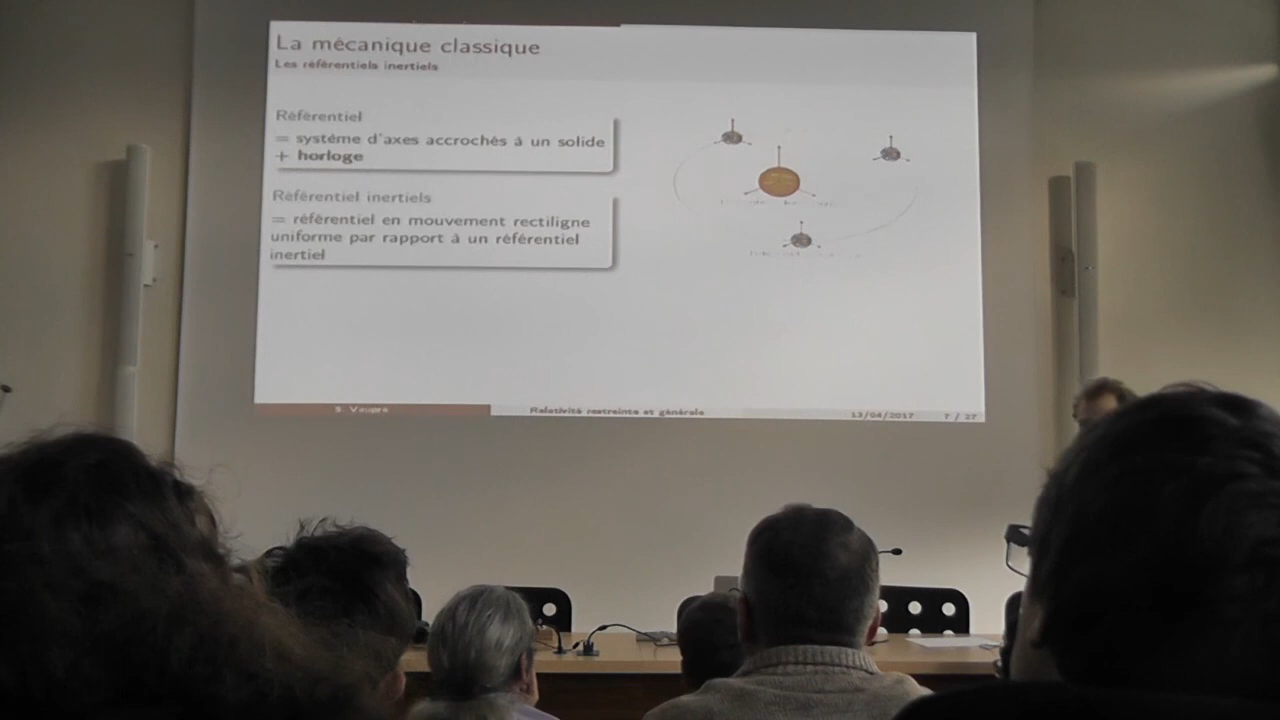 La mécanique classique
Les référentiels inertiels
Référentiel
= système d'axes accrochés à un solide
+ horloge
Référentiel inertiels
= référentiel en mouvement rectiligne
uniforme par rapport à un référentiel
inertiel
Relativité restreinte et générale
13/04/2017
7 / 27